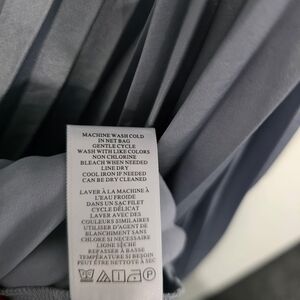 MACHINE WASH COLD
IN NET BAG
GENTLE CYCLE
WASH WITH LIKE COLORS
NON CHLORINE
BLEACH WHEN NEEDED
LINE DRY
COOL IRON IF NEEDED
CAN BE DRY CLEANED
LAVER À LA MACHINE À
L'EAU FROIDE
DANS UN SAC FILET
CYCLE DÉLICAT
LAVER AVEC DES
COULEURS SIMILAIRES
UTILISER D'AGENT DE
BLANCHIMENT SANS
CHLORE SI NECESSAIRE
LIGNE SÈCHE
REPASSER À BASSE
TEMPÉRATURE SI BESOIN
PEUT ÊTRE NETTOYÉ À SEC